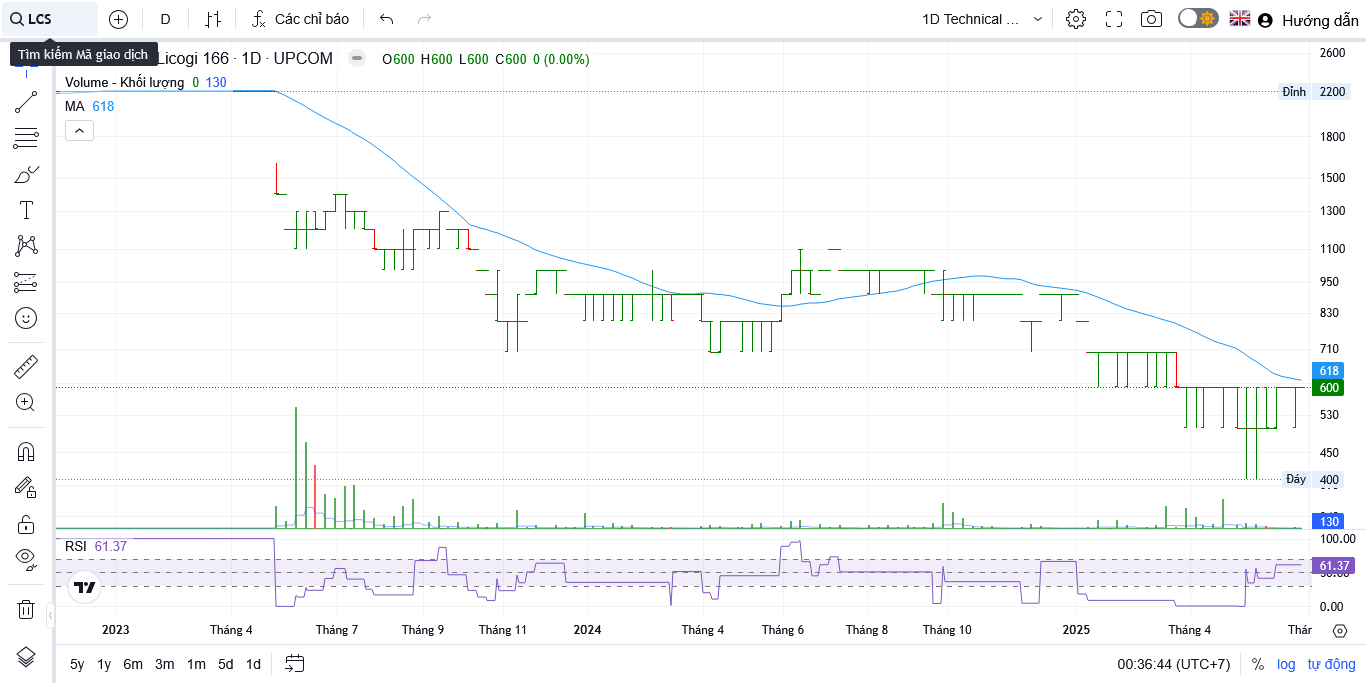 LCS D Các chỉ báo 1D Technical ... Hướng dẫn
Tìm kiếm Mã giao dịch
Licogi 166 · 1D · UPCOM O600 H600 L600 C600 0 (0.00%)
Volume - Khối lượng 0 130
MA 618
2600
Đỉnh 2200
1800
1500
1300
1100
950
830
710
618
600
530
450
Đáy 400
130
RSI 61.37
100.00
61.37
0.00
2023 Tháng 4 Tháng 7 Tháng 9 Tháng 11 2024 Tháng 4 Tháng 6 Tháng 8 Tháng 10 2025 Tháng 4 Thár
5y 1y 6m 3m 1m 5d 1d 00:36:44 (UTC+7) % log tự động